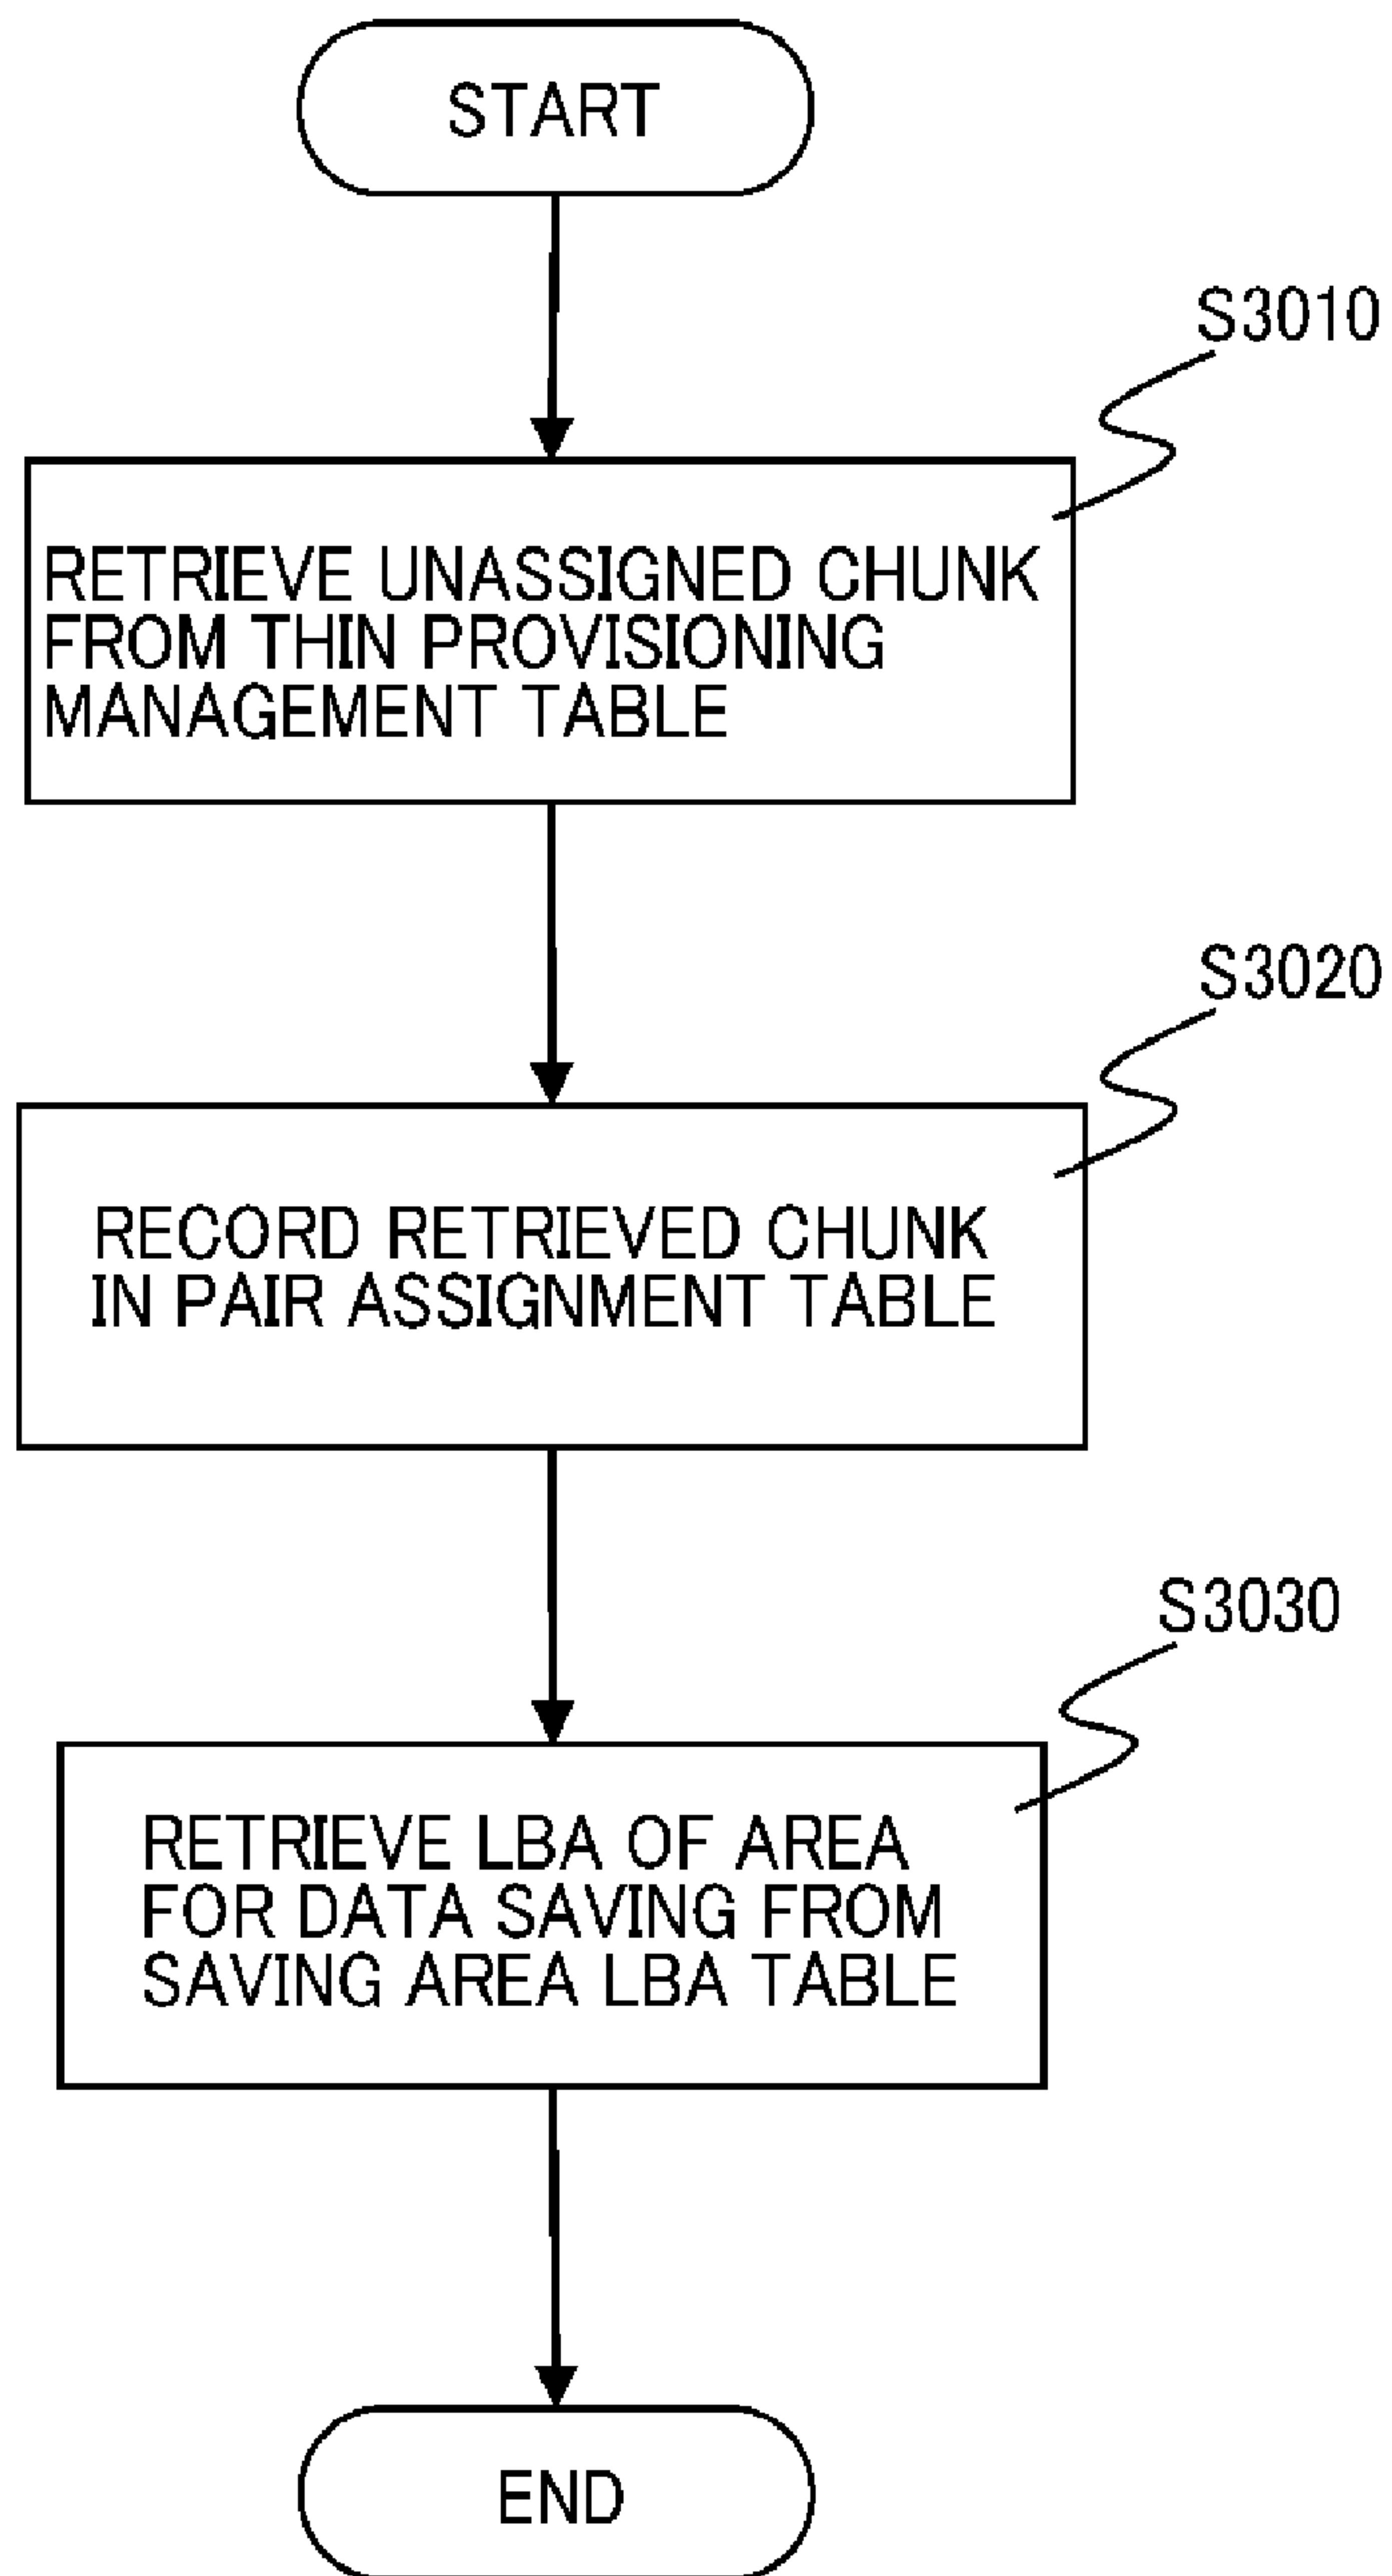 START
S3010
RETRIEVE UNASSIGNED CHUNK
FROM THIN PROVISIONING
MANAGEMENT TABLE
S3020
RECORD RETRIEVED CHUNK
IN PAIR ASSIGNMENT TABLE
S3030
RETRIEVE LBA OF AREA
FOR DATA SAVING FROM
SAVING AREA LBA TABLE
END